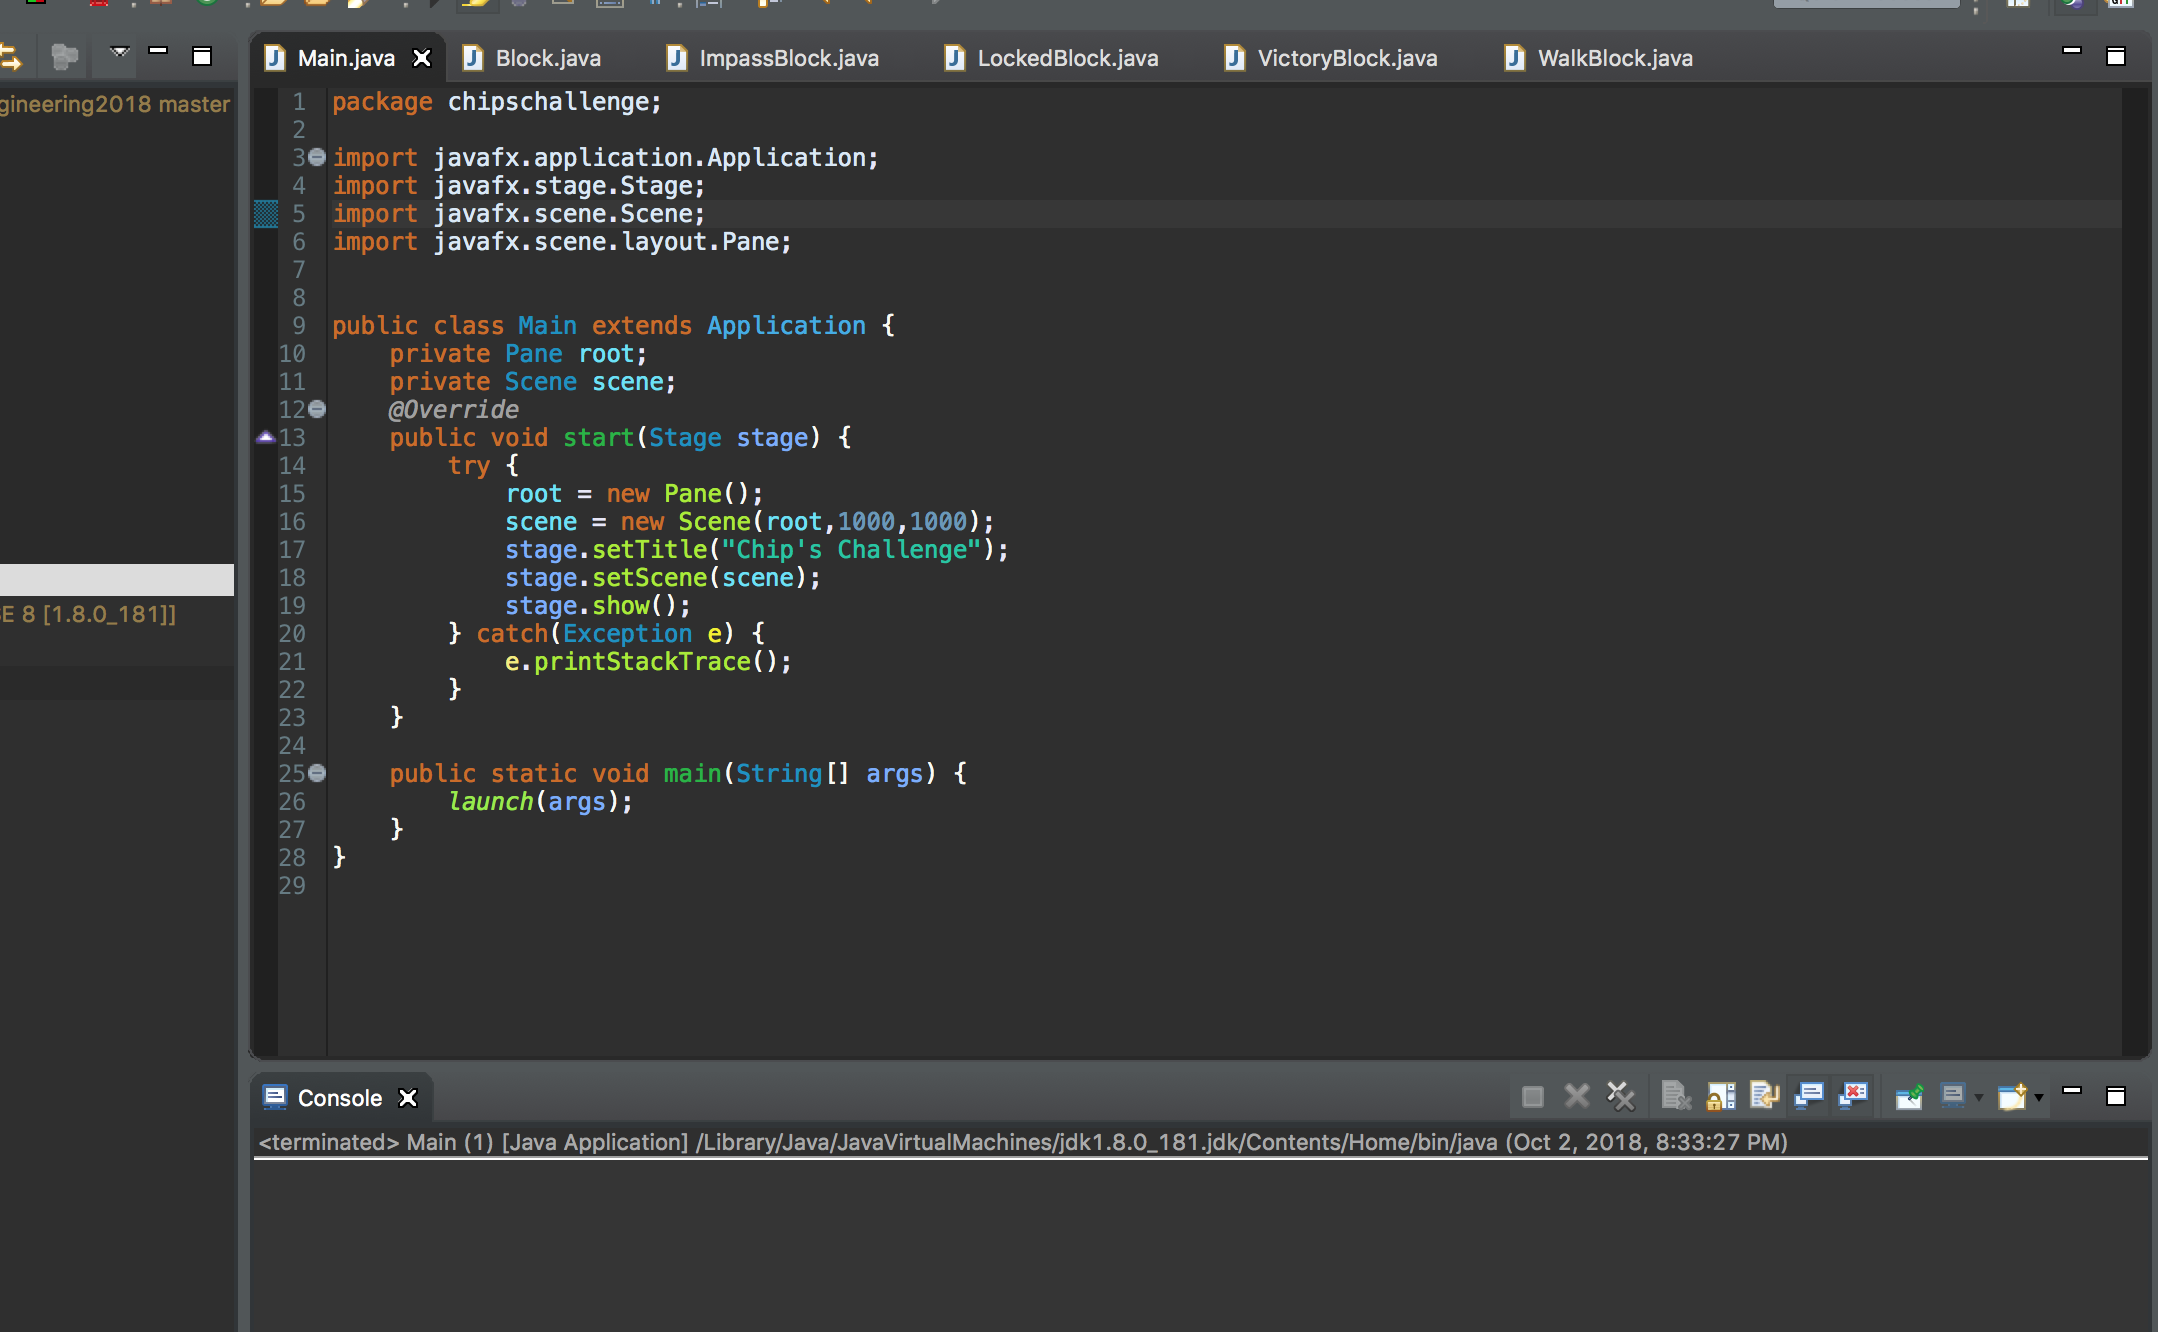 Main.java Block.java ImpassBlock.java LockedBlock.java VictoryBlock.java WalkBlock.java
gineering2018 master
E 8 [1.8.0_181]]
1 package chipschallenge;
2
3 import javafx.application.Application;
4 import javafx.stage.Stage;
5 import javafx.scene.Scene;
6 import javafx.scene.layout.Pane;
7
8
9 public class Main extends Application {
10     private Pane root;
11     private Scene scene;
12     @Override
13     public void start(Stage stage) {
14         try {
15             root = new Pane();
16             scene = new Scene(root,1000,1000);
17             stage.setTitle("Chip's Challenge");
18             stage.setScene(scene);
19             stage.show();
20         } catch(Exception e) {
21             e.printStackTrace();
22         }
23     }
24
25     public static void main(String[] args) {
26         launch(args);
27     }
28 }
29
Console
<terminated> Main (1) [Java Application] /Library/Java/JavaVirtualMachines/jdk1.8.0_181.jdk/Contents/Home/bin/java (Oct 2, 2018, 8:33:27 PM)